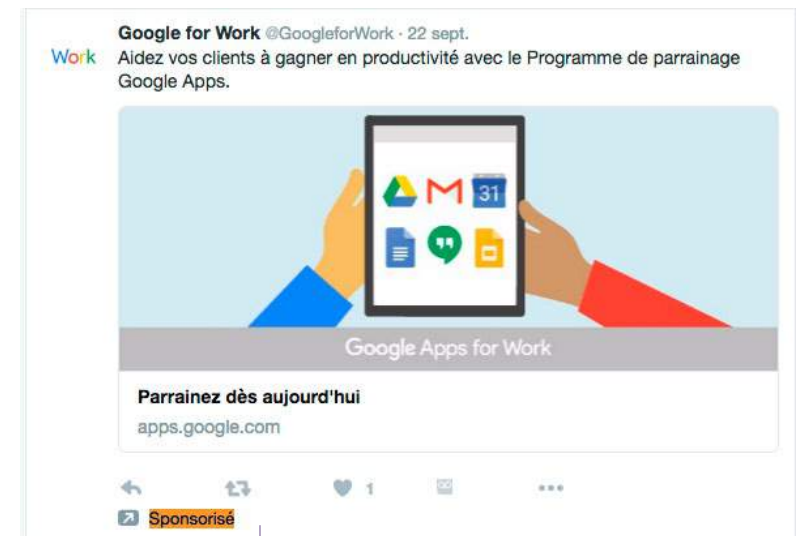 Google for Work @GoogleforWork · 22 sept.
Work
Aidez vos clients à gagner en productivité avec le Programme de parrainage
Google Apps.
31
Google Apps for Work
Parrainez dès aujourd'hui
apps.google.com
1
Sponsorisé